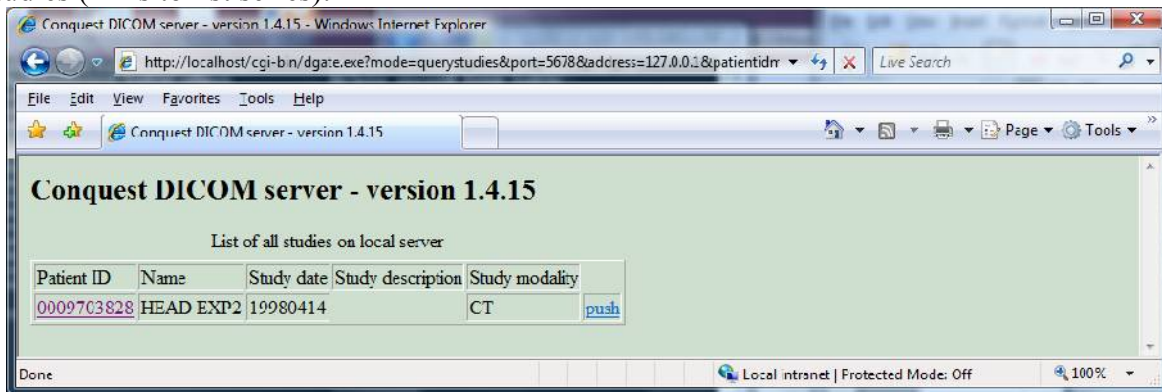 Conquest DICOM server - version 1.4.15 - Windows Internet Explorer
http://localhost/cgi-bin/dgate.exe?mode=querystudies&port=5678&address=127.0.0.1&patientidm
Live Search
File Edit View Favorites Tools Help
Conquest DICOM server - version 1.4.15
Page Tools
Conquest DICOM server - version 1.4.15
List of all studies on local server
Patient ID Name Study date Study description Study modality
0009703828 HEAD EXP2 19980414 CT push
Done
Local intranet | Protected Mode: Off
100%